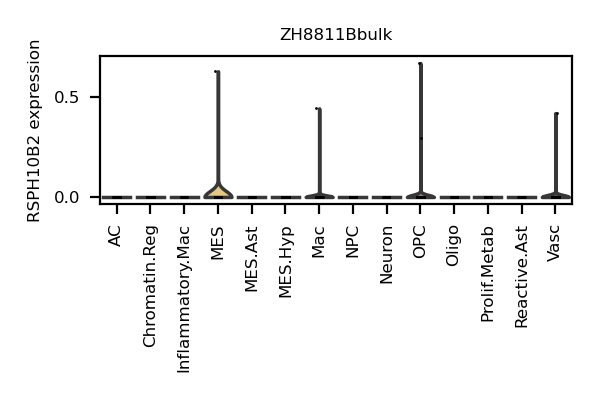 ZH8811Bbulk
RSPH10B2 expression
0.5
0.0
AC
Chromatin.Reg
Inflammatory.Mac
MES
MES.Ast
MES.Hyp
Mac
NPC
Neuron
OPC
Oligo
Prolif.Metab
Reactive.Ast
Vasc